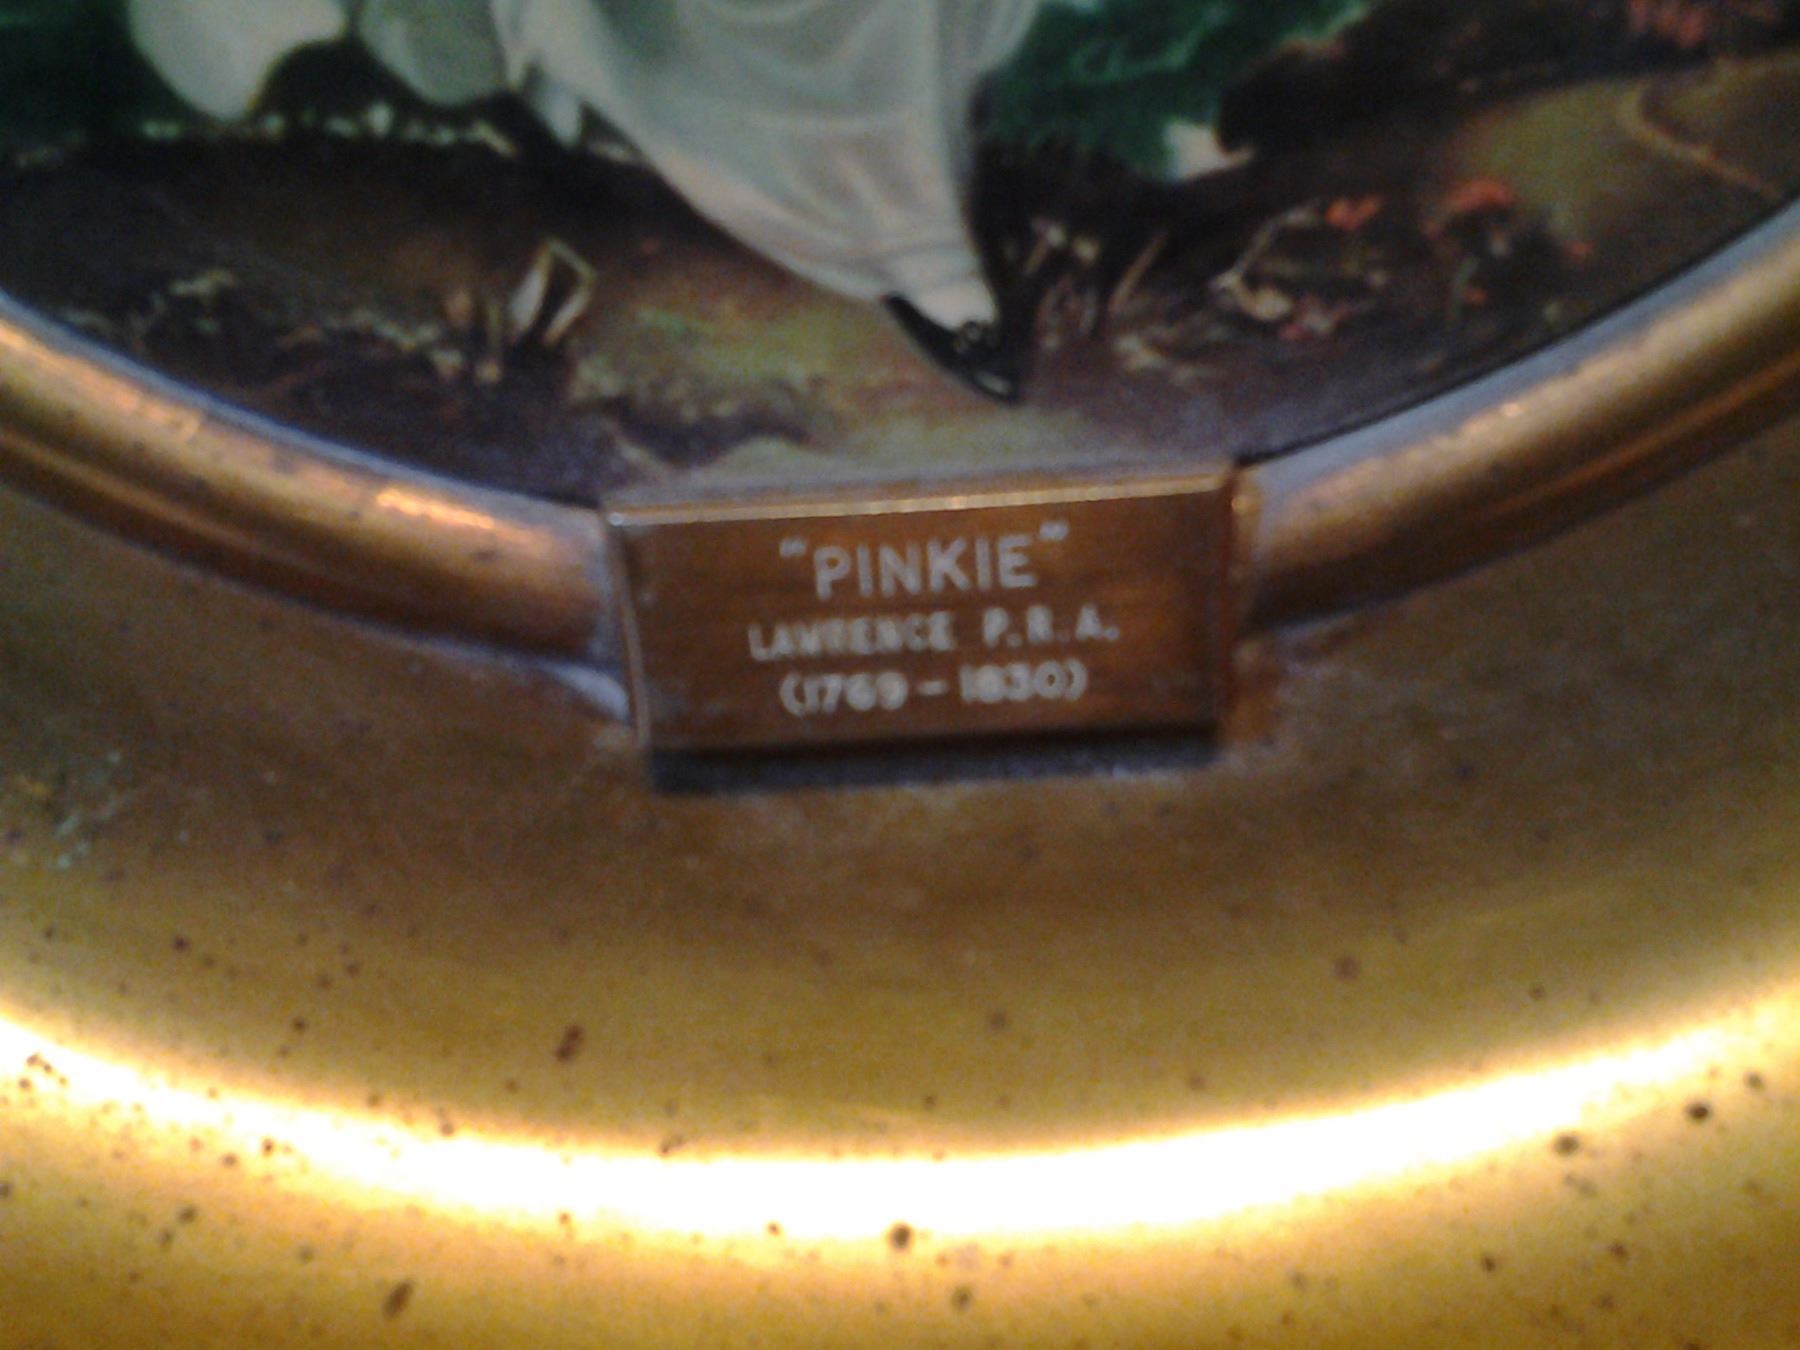 "PINKIE"
LAWRENCE P.R.A.
(1769-1830)